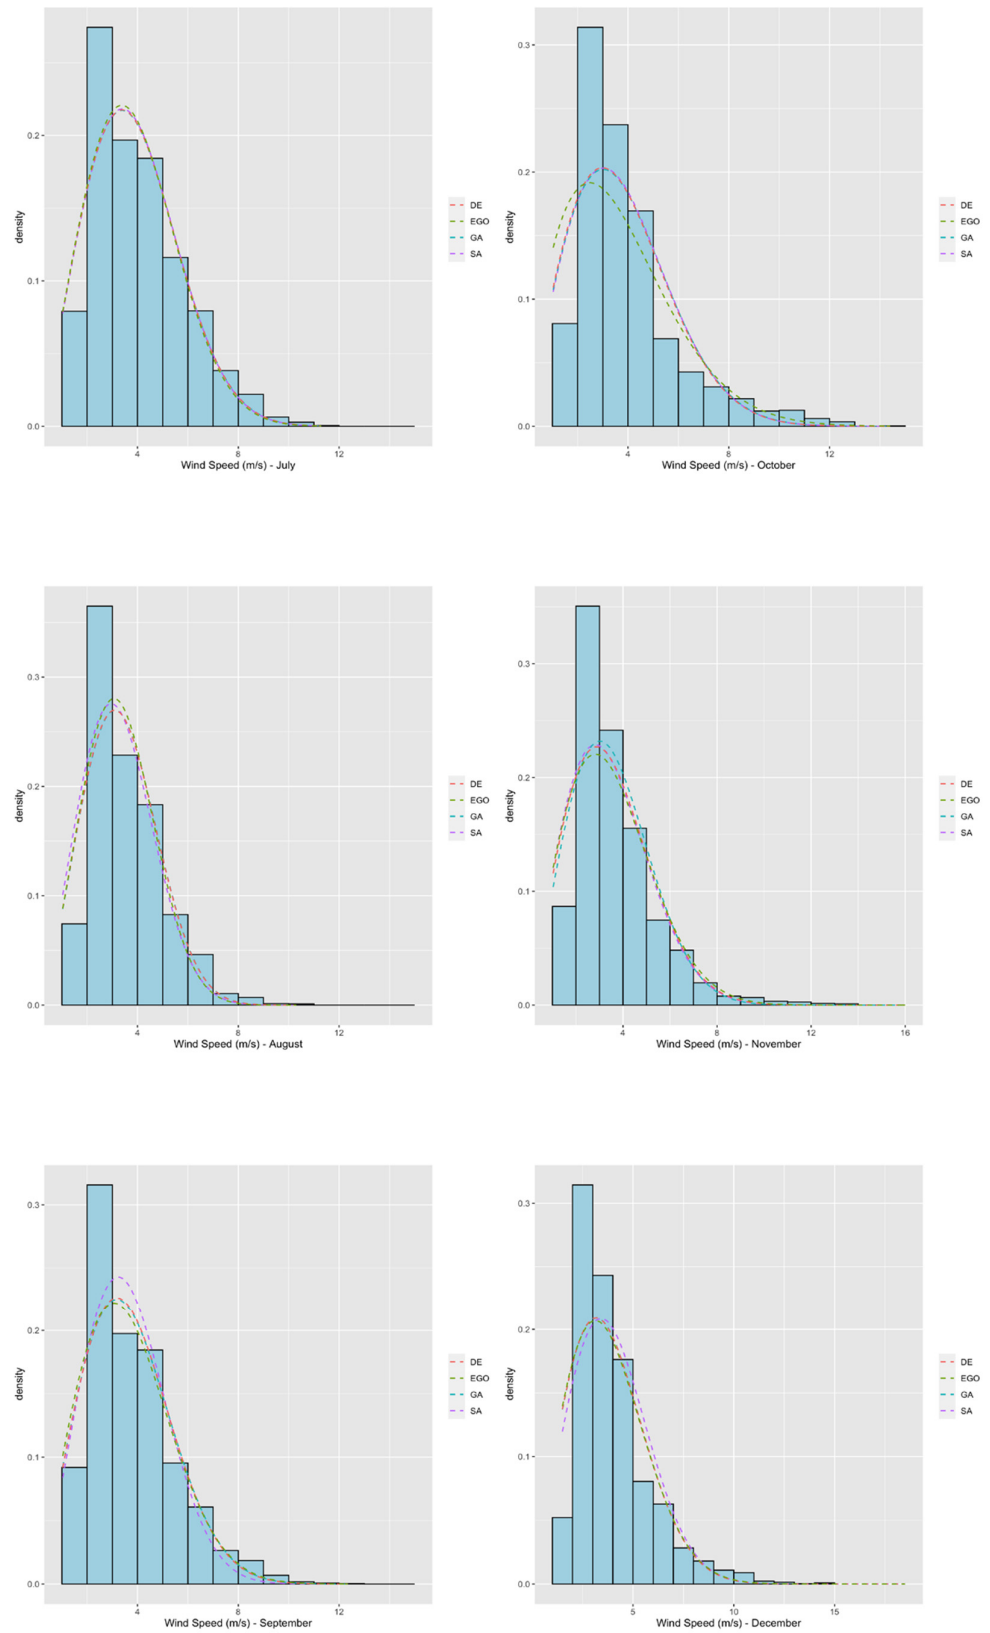 0.2
0.1
0.0
density
4 8 12
Wind Speed (m/s) - July
DE
EGO
GA
SA
0.3
0.2
0.1
0.0
density
4 8 12
Wind Speed (m/s) - October
DE
EGO
GA
SA
0.3
0.2
0.1
0.0
density
4 8 12
Wind Speed (m/s) - August
DE
EGO
GA
SA
0.3
0.2
0.1
0.0
density
4 8 12 16
Wind Speed (m/s) - November
DE
EGO
GA
SA
0.3
0.2
0.1
0.0
density
4 8 12
Wind Speed (m/s) - September
DE
EGO
GA
SA
0.3
0.2
0.1
0.0
density
5 10 15
Wind Speed (m/s) - December
DE
EGO
GA
SA